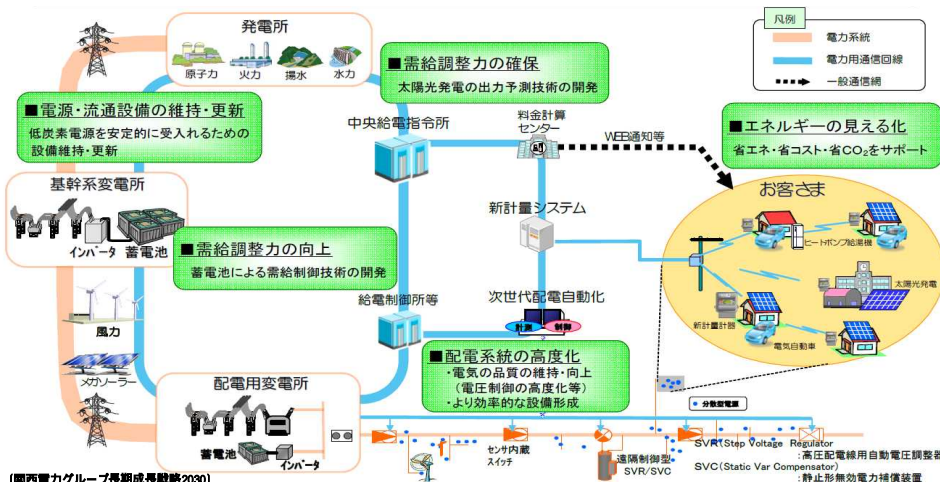 発電所
原子力 火力 揚水 水力
凡例
電力系統
電力用通信回線
一般通信網
■需給調整力の確保
太陽光発電の出力予測技術の開発
■電源・流通設備の維持・更新
低炭素電源を安定的に受入れるための
設備維持・更新
中央給電指令所
料金計算
センター
WEB通知等
■エネルギーの見える化
省エネ・省コスト・省CO₂をサポート
お客さま
基幹系変電所
インバータ 蓄電池
新計量システム
ヒートポンプ給湯機
■需給調整力の向上
蓄電池による需給制御技術の開発
太陽光発電
風力
給電制御所等
次世代配電自動化
計測 制御
新計量計器
電気自動車
メガソーラー
配電用変電所
■配電系統の高度化
・電気の品質の維持・向上
(電圧制御の高度化等)
・より効率的な設備形成
分散型電源
蓄電池
インバータ
センサ内蔵
スイッチ
遠隔制御型
SVR/SVC
SVR(Step Voltage Regulator
:高圧配電線用自動電圧調整器
SVC(Static Var Compensator)
:静止形無効電力補償装置
[関西電力グループ長期成長戦略2030]